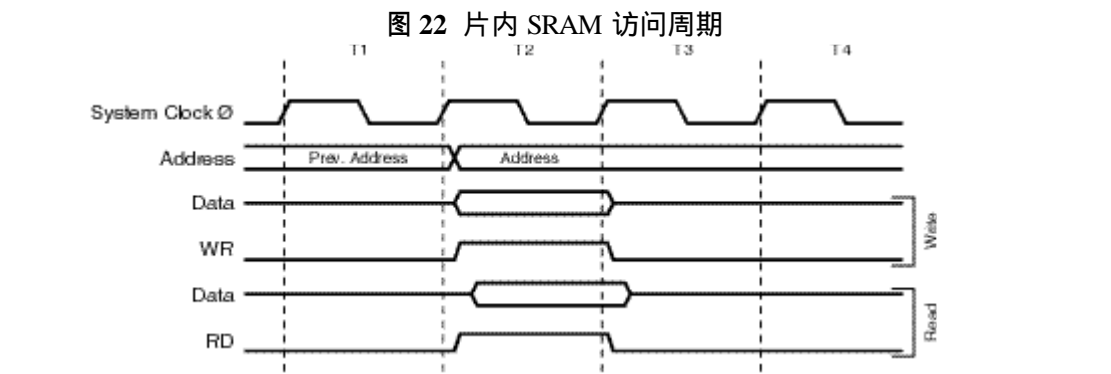 图 22 片内 SRAM 访问周期
T1 T2 T3 T4
System Clock Ø
Address Prev. Address Address
Data
WR
Write
Data
RD
Read